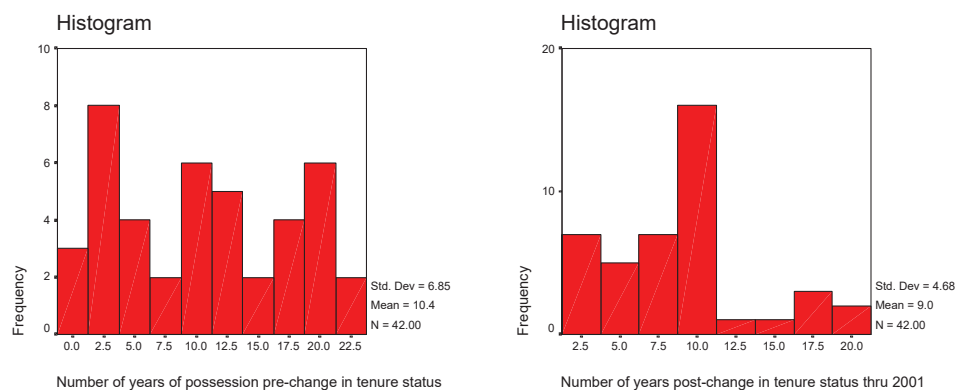 Histogram
10
8
6
4
2
0
Frequency
0.0 2.5 5.0 7.5 10.0 12.5 15.0 17.5 20.0 22.5
Std. Dev = 6.85
Mean = 10.4
N = 42.00
Number of years of possession pre-change in tenure status
Histogram
20
10
0
Frequency
2.5 5.0 7.5 10.0 12.5 15.0 17.5 20.0
Std. Dev = 4.68
Mean = 9.0
N = 42.00
Number of years post-change in tenure status thru 2001